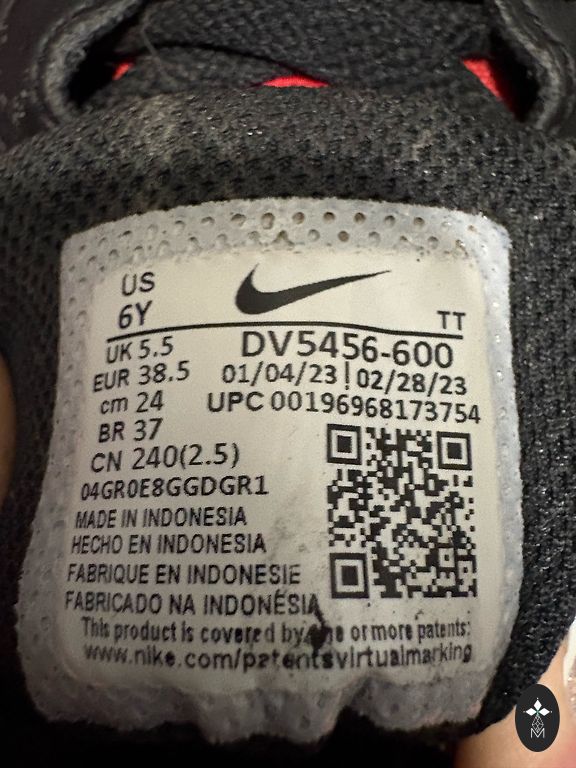 US
6Y
TT
UK 5.5
DV5456-600
EUR 38.5
01/04/23 | 02/28/23
cm 24
UPC 00196968173754
BR 37
CN 240(2.5)
04GR0E8GGDGR1
MADE IN INDONESIA
HECHO EN INDONESIA
FABRIQUE EN INDONESIE
FABRICADO NA INDONÉSIA
This product is covered by one or more patents:
www.nike.com/patentsvirtualmarking
M